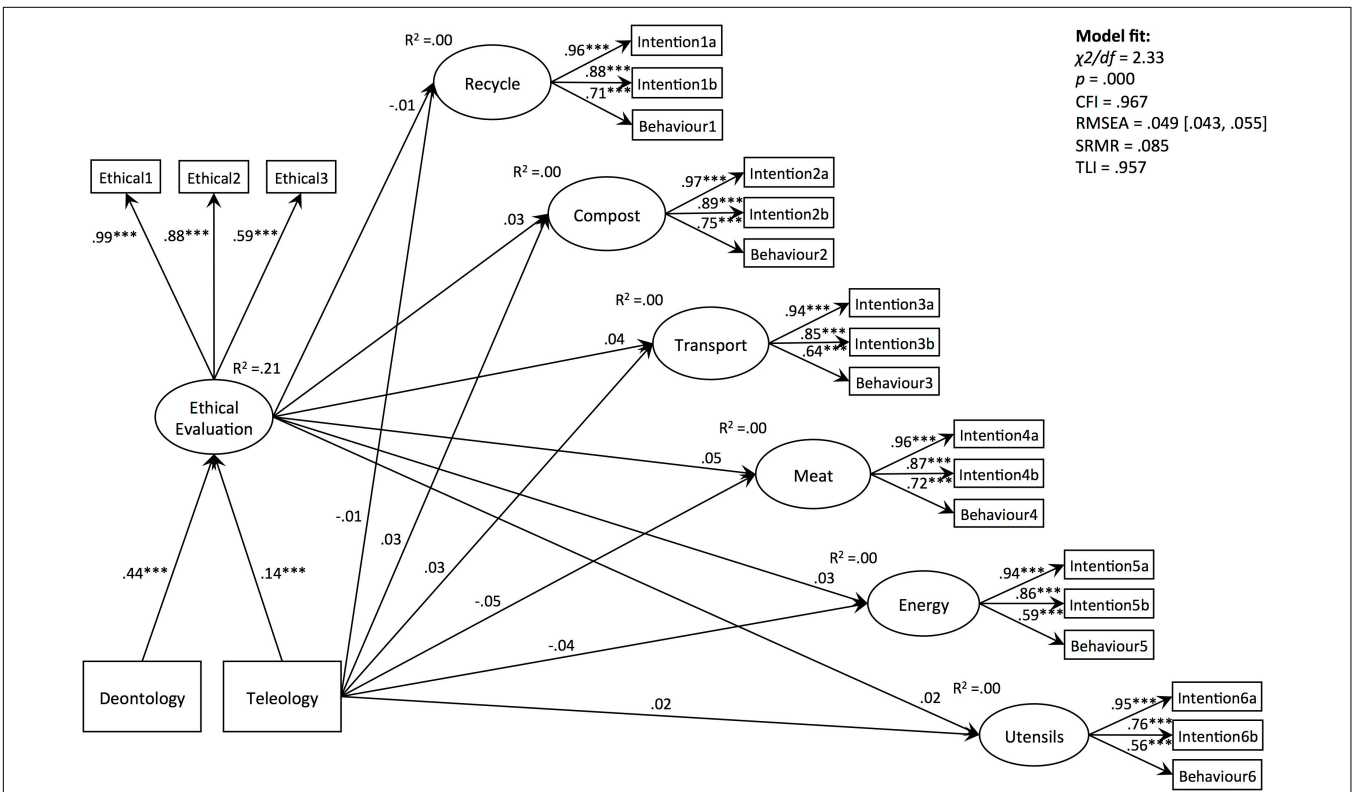 R² =.00
Recycle
-.01
.96***
.88***
.71***
Intention1a
Intention1b
Behaviour1
Model fit:
χ2/df = 2.33
p = .000
CFI = .967
RMSEA = .049 [.043, .055]
SRMR = .085
TLI = .957
Ethical1
Ethical2
Ethical3
.99***
.88***
.59***
R² =.00
Compost
.03
.97***
.89***
.75***
Intention2a
Intention2b
Behaviour2
R² =.00
Transport
.04
.94***
.85***
.64***
Intention3a
Intention3b
Behaviour3
R² =.21
Ethical
Evaluation
R² =.00
Meat
.05
.96***
.87***
.72***
Intention4a
Intention4b
Behaviour4
-.01
.03
.03
-.05
-.04
.02
.44***
.14***
R² =.00
Energy
.03
.94***
.86***
.59***
Intention5a
Intention5b
Behaviour5
Deontology
Teleology
R² =.00
Utensils
.02
.95***
.76***
.56***
Intention6a
Intention6b
Behaviour6